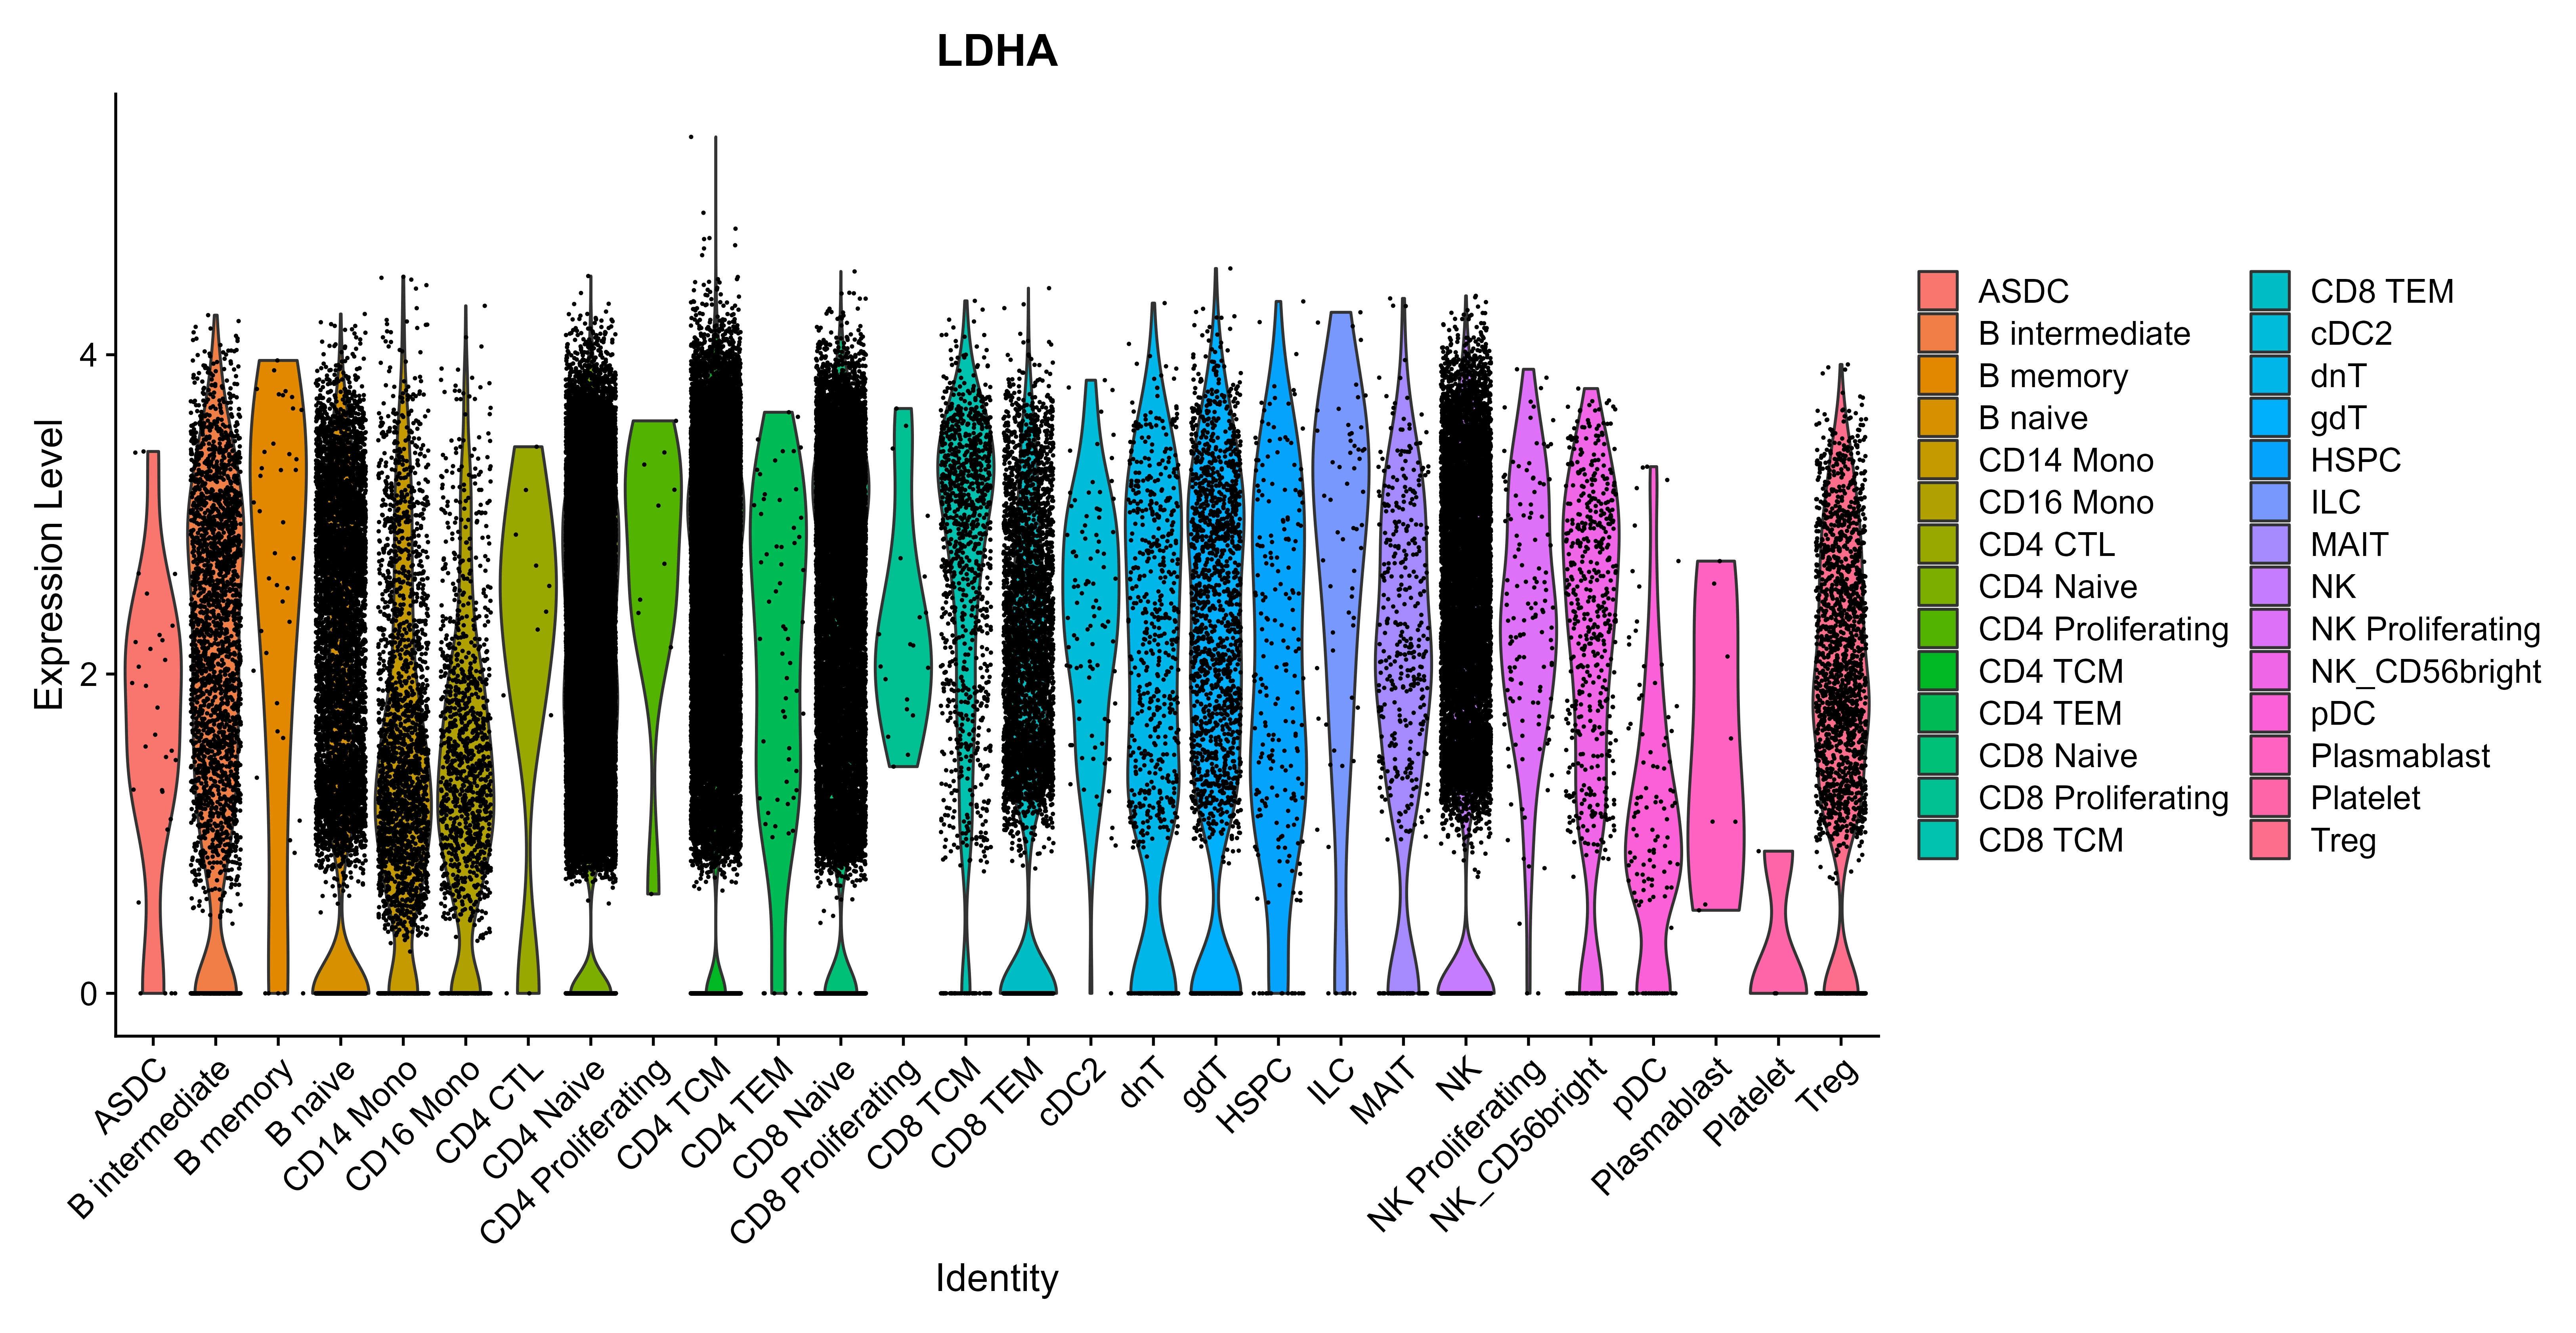 LDHA
Expression Level
4
2
0
ASDC
B intermediate
B memory
B naive
CD14 Mono
CD16 Mono
CD4 CTL
CD4 Naive
CD4 Proliferating
CD4 TCM
CD4 TEM
CD8 Naive
CD8 Proliferating
CD8 TCM
CD8 TEM
cDC2
dnT
gdT
HSPC
ILC
MAIT
NK
NK Proliferating
NK_CD56bright
pDC
Plasmablast
Platelet
Treg
Identity
ASDC
B intermediate
B memory
B naive
CD14 Mono
CD16 Mono
CD4 CTL
CD4 Naive
CD4 Proliferating
CD4 TCM
CD4 TEM
CD8 Naive
CD8 Proliferating
CD8 TCM
CD8 TEM
cDC2
dnT
gdT
HSPC
ILC
MAIT
NK
NK Proliferating
NK_CD56bright
pDC
Plasmablast
Platelet
Treg